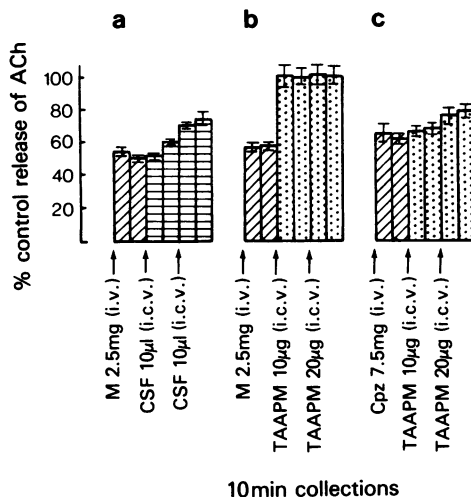 a
b
c
% control release of ACh
100
80
60
40
20
M 2.5mg (i.v.)
CSF 10µl (i.c.v.)
CSF 10µl (i.c.v.)
M 2.5mg (i.v.)
TAAPM 10µg (i.c.v.)
TAAPM 20µg (i.c.v.)
Cpz 7.5mg (i.v.)
TAAPM 10µg (i.c.v.)
TAAPM 20µg (i.c.v.)
10min collections